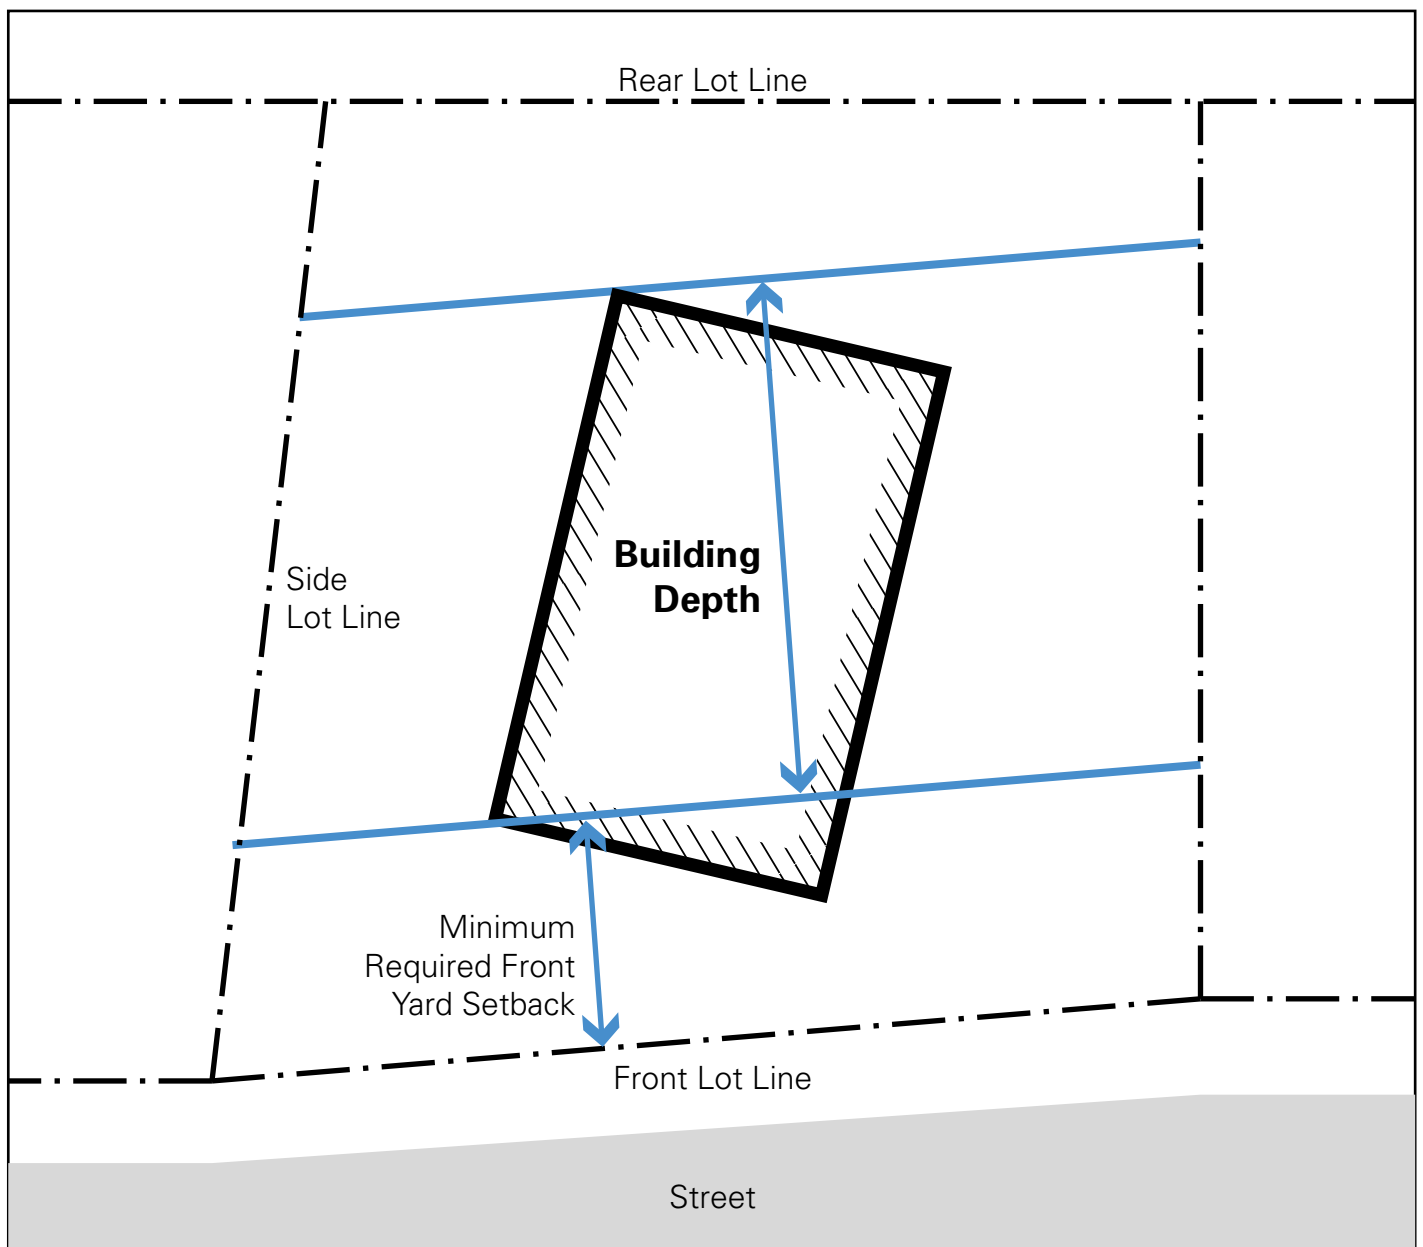 Rear Lot Line
Side
Lot Line
Building
Depth
Minimum
Required Front
Yard Setback
Front Lot Line
Street